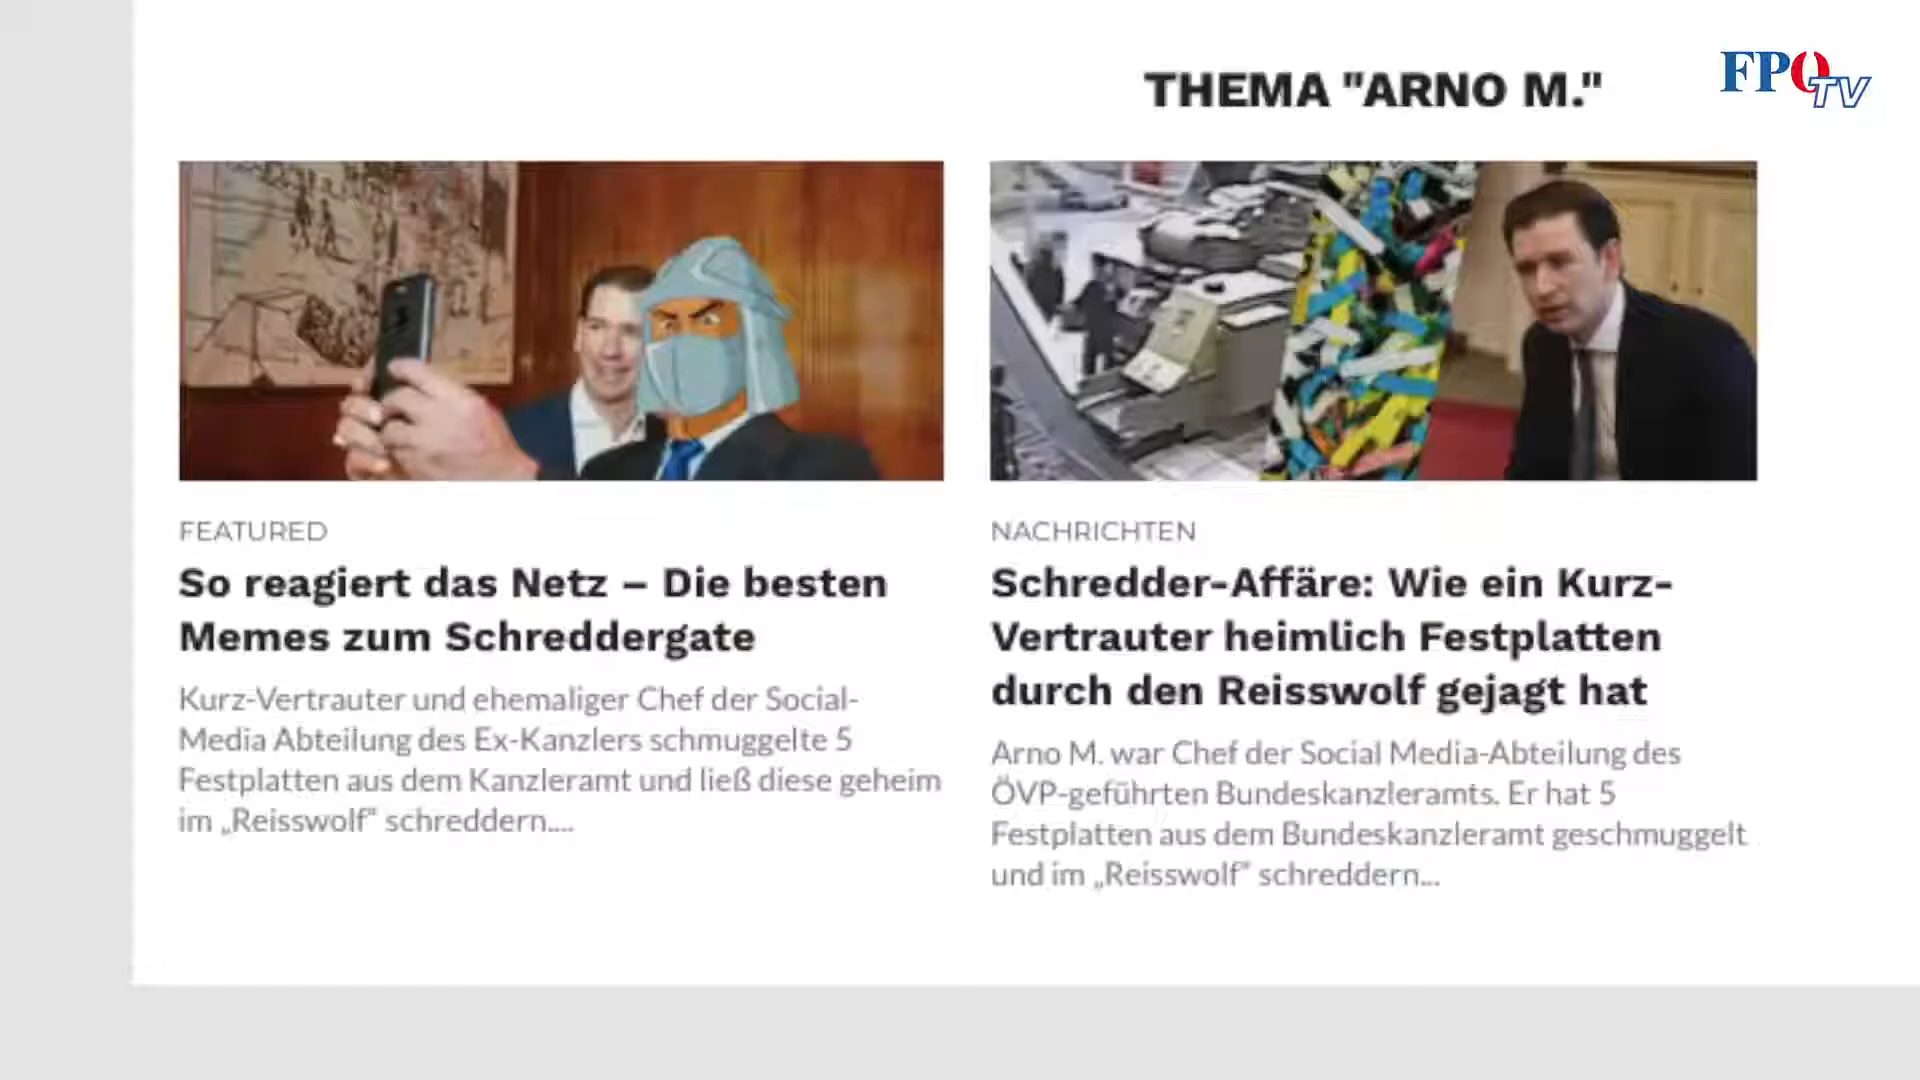 FPÖ TV
THEMA "ARNO M."
FEATURED
So reagiert das Netz – Die besten
Memes zum Schreddergate
Kurz-Vertrauter und ehemaliger Chef der Social-
Media Abteilung des Ex-Kanzlers schmuggelte 5
Festplatten aus dem Kanzleramt und ließ diese geheim
im „Reisswolf“ schreddern....
NACHRICHTEN
Schredder-Affäre: Wie ein Kurz-
Vertrauter heimlich Festplatten
durch den Reisswolf gejagt hat
Arno M. war Chef der Social Media-Abteilung des
ÖVP-geführten Bundeskanzleramts. Er hat 5
Festplatten aus dem Bundeskanzleramt geschmuggelt
und im „Reisswolf“ schreddern...